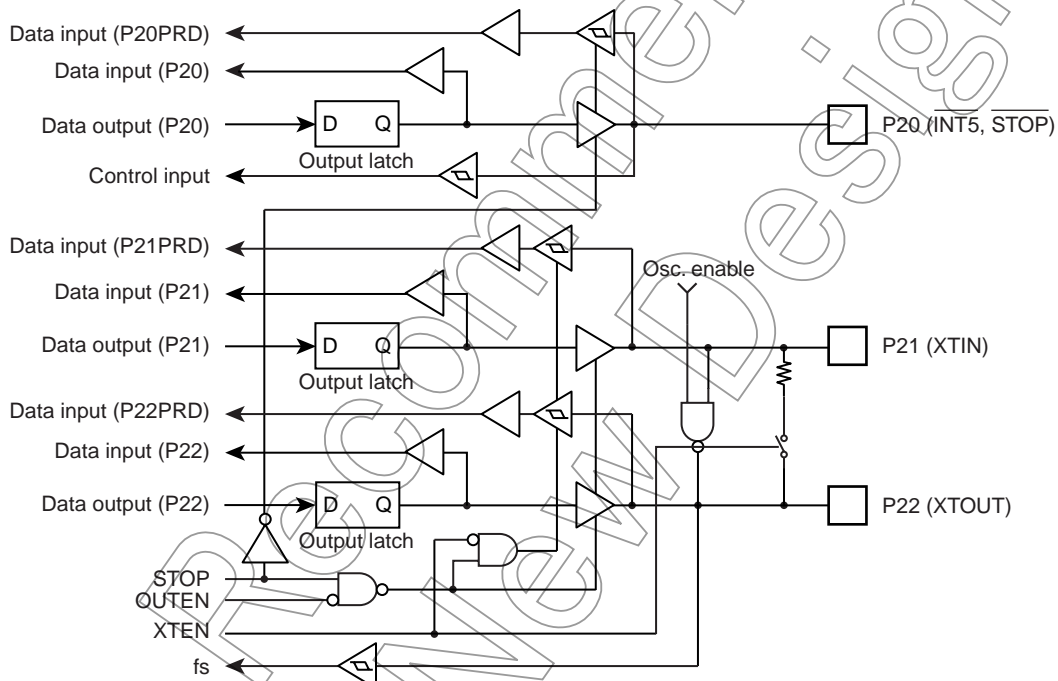 Data input (P20PRD)
Data input (P20)
Data output (P20)
D Q
Output latch
P20 (INT5, STOP)
Control input
Data input (P21PRD)
Osc. enable
Data input (P21)
Data output (P21)
D Q
Output latch
P21 (XTIN)
Data input (P22PRD)
Data input (P22)
Data output (P22)
D Q
Output latch
P22 (XTOUT)
STOP
OUTEN
XTEN
fs